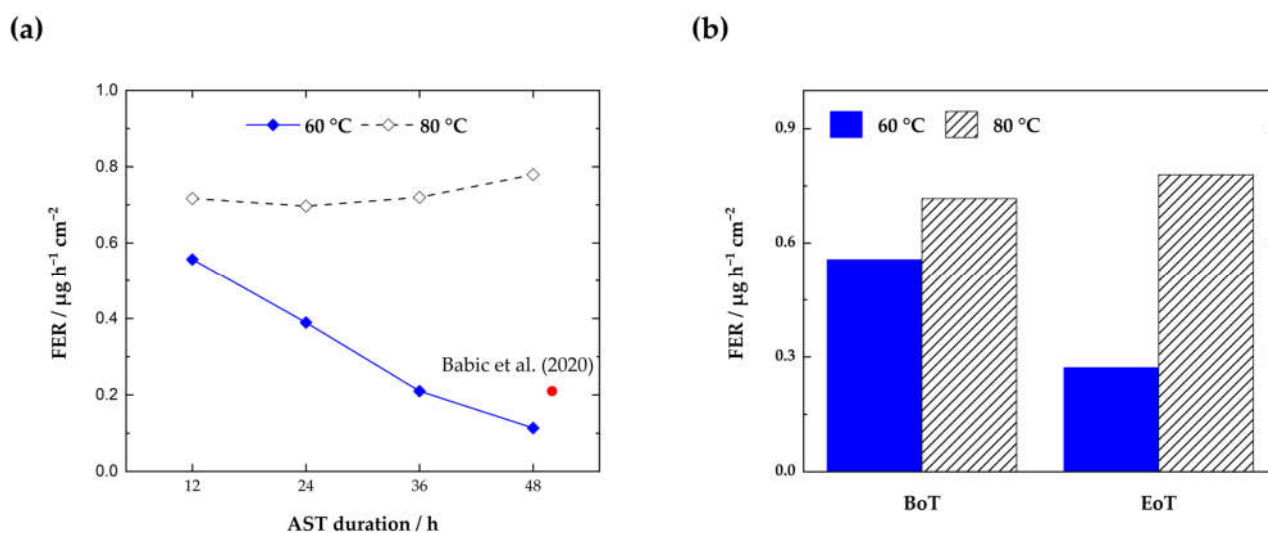 (a)
1.0
0.8
0.6
0.4
0.2
0.0
FER / µg h⁻¹ cm⁻²
60 °C
80 °C
Babic et al. (2020)
12 24 36 48
AST duration / h
(b)
0.9
0.6
0.3
0.0
FER / µg h⁻¹ cm⁻²
60 °C
80 °C
BoT EoT